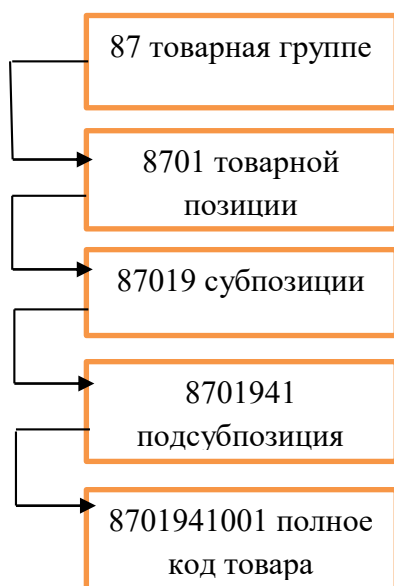 87 товарная группе
8701 товарной
позиции
87019 субпозиции
8701941
подсубпозиция
8701941001 полное
код товара